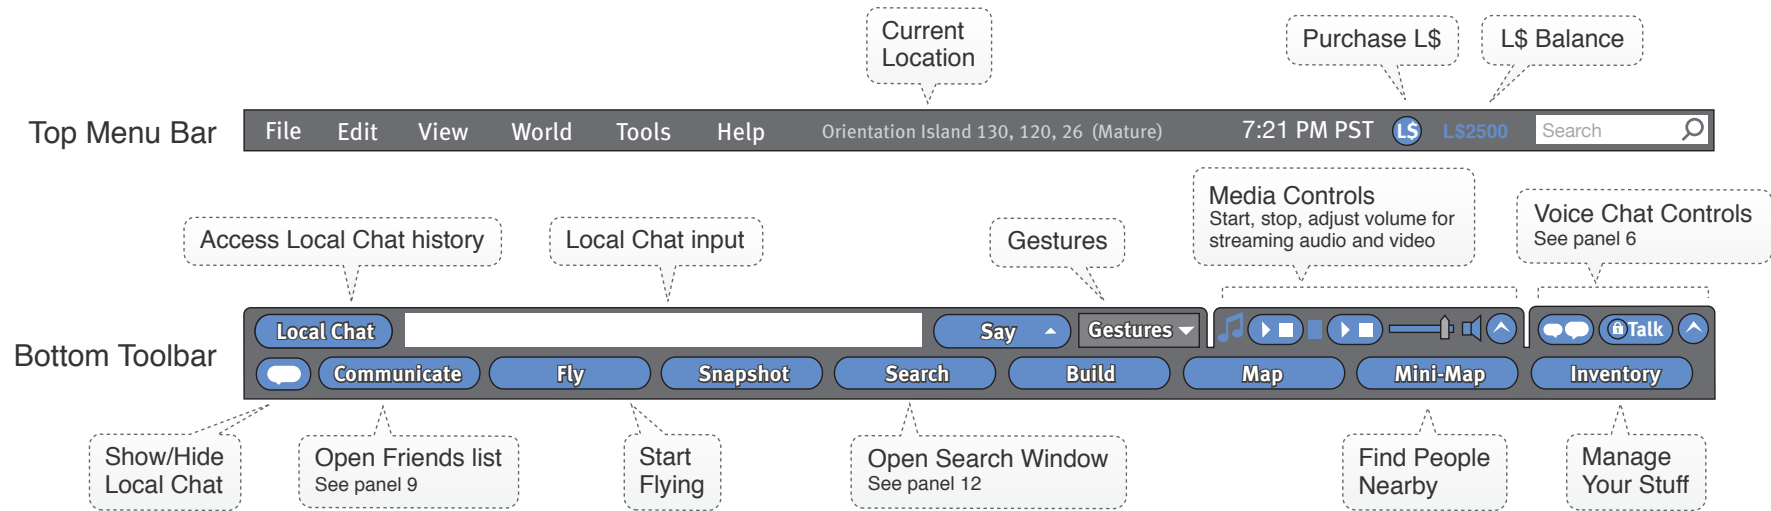 Current
Location
Purchase L$
L$ Balance
Top Menu Bar
File Edit View World Tools Help Orientation Island 130, 120, 26 (Mature) 7:21 PM PST L$ L$2500 Search
Access Local Chat history
Local Chat input
Gestures
Media Controls
Start, stop, adjust volume for
streaming audio and video
Voice Chat Controls
See panel 6
Bottom Toolbar
Local Chat Say Gestures Talk
Communicate Fly Snapshot Search Build Map Mini-Map Inventory
Show/Hide
Local Chat
Open Friends list
See panel 9
Start
Flying
Open Search Window
See panel 12
Find People
Nearby
Manage
Your Stuff